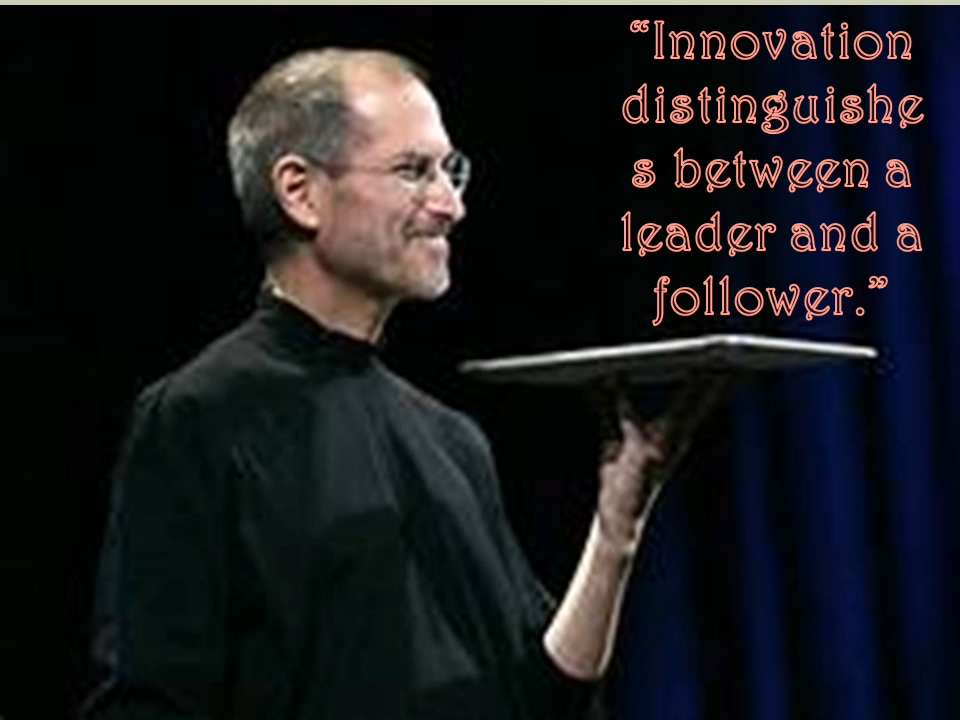 “Innovation
distinguishe
s between a
leader and a
follower.”